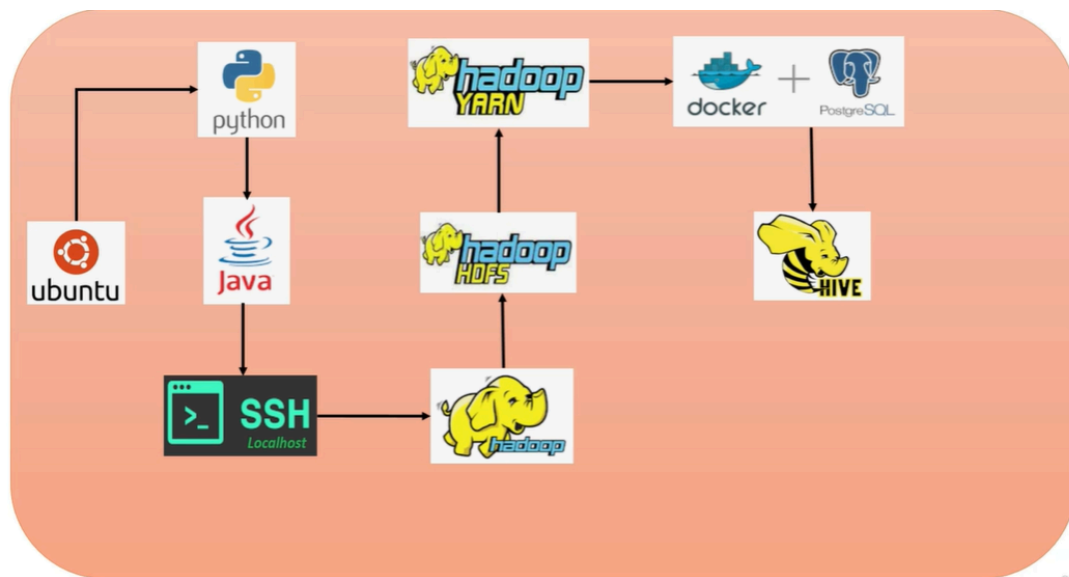 python
hadoop
YARN
docker
+
PostgreSQL
ubuntu
Java
hadoop
HDFS
HIVE
>_ SSH
Localhost
hadoop